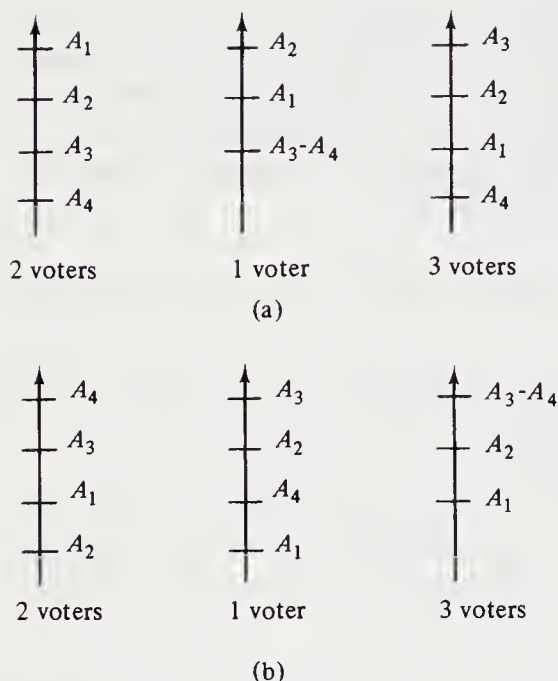 A₁ A₂ A₃
A₂ A₁ A₂
A₃ A₃-A₄ A₁
A₄ A₄
2 voters 1 voter 3 voters
(a)
A₄ A₃ A₃-A₄
A₃ A₂ A₂
A₁ A₄ A₁
A₂ A₁
2 voters 1 voter 3 voters
(b)